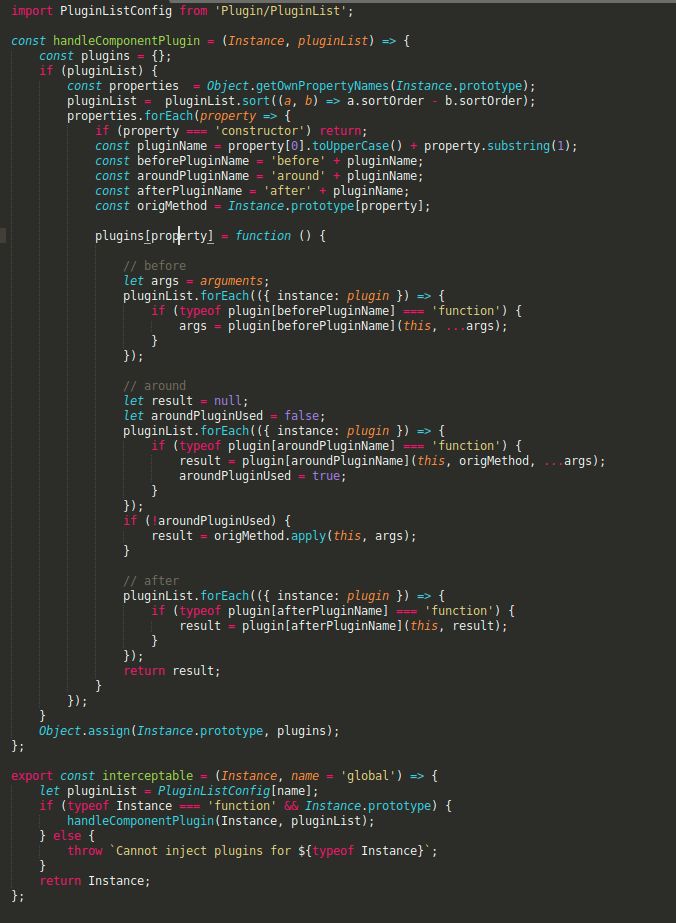 import PluginListConfig from 'Plugin/PluginList';
const handleComponentPlugin = (Instance, pluginList) => {
    const plugins = {};
    if (pluginList) {
        const properties  = Object.getOwnPropertyNames(Instance.prototype);
        pluginList =  pluginList.sort((a, b) => a.sortOrder - b.sortOrder);
        properties.forEach(property => {
            if (property === 'constructor') return;
            const pluginName = property[0].toUpperCase() + property.substring(1);
            const beforePluginName = 'before' + pluginName;
            const aroundPluginName = 'around' + pluginName;
            const afterPluginName = 'after' + pluginName;
            const origMethod = Instance.prototype[property];
            plugins[property] = function () {
                // before
                let args = arguments;
                pluginList.forEach(({ instance: plugin }) => {
                    if (typeof plugin[beforePluginName] === 'function') {
                        args = plugin[beforePluginName](this, ...args);
                    }
                });
                // around
                let result = null;
                let aroundPluginUsed = false;
                pluginList.forEach(({ instance: plugin }) => {
                    if (typeof plugin[aroundPluginName] === 'function') {
                        result = plugin[aroundPluginName](this, origMethod, ...args);
                        aroundPluginUsed = true;
                    }
                });
                if (!aroundPluginUsed) {
                    result = origMethod.apply(this, args);
                }
                // after
                pluginList.forEach(({ instance: plugin }) => {
                    if (typeof plugin[afterPluginName] === 'function') {
                        result = plugin[afterPluginName](this, result);
                    }
                });
                return result;
            }
        });
    }
    Object.assign(Instance.prototype, plugins);
};
export const interceptable = (Instance, name = 'global') => {
    let pluginList = PluginListConfig[name];
    if (typeof Instance === 'function' && Instance.prototype) {
        handleComponentPlugin(Instance, pluginList);
    } else {
        throw `Cannot inject plugins for ${typeof Instance}`;
    }
    return Instance;
};